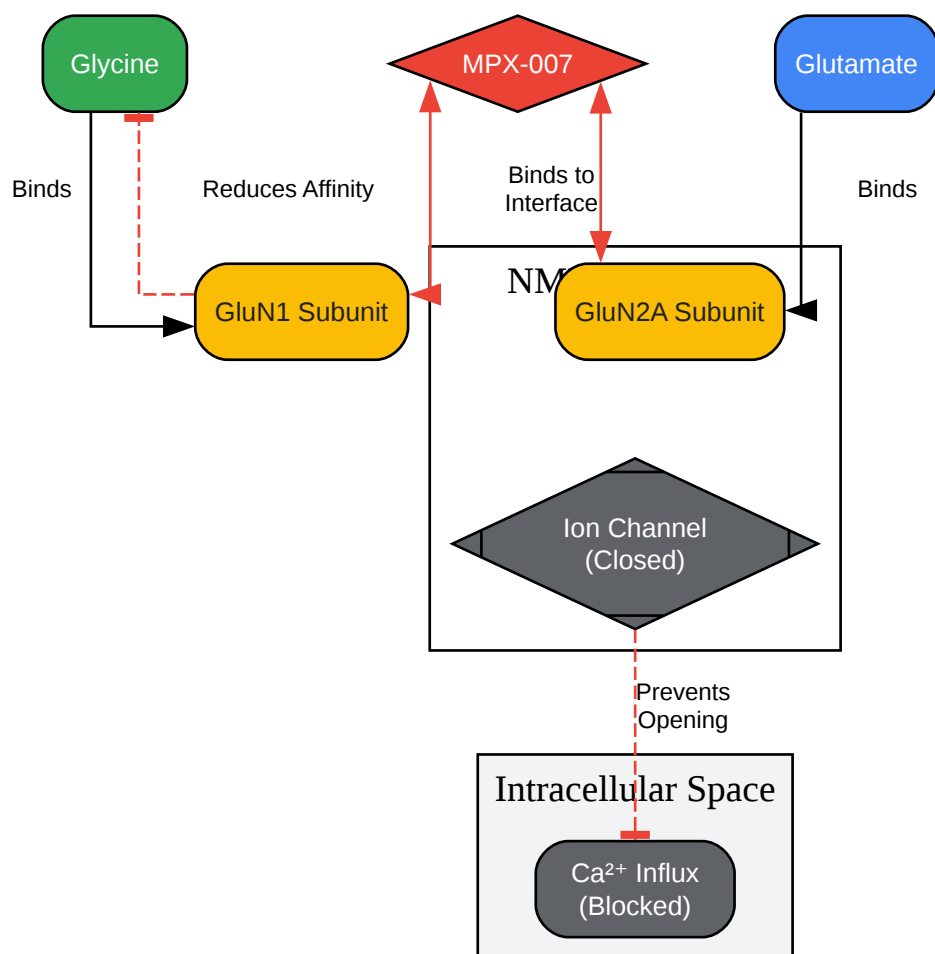 Glycine
MPX-007
Glutamate
Binds
Reduces Affinity
Binds to
Interface
Binds
GluN1 Subunit
GluN2A Subunit
Ion Channel
(Closed)
Prevents
Opening
Intracellular Space
Ca²⁺ Influx
(Blocked)